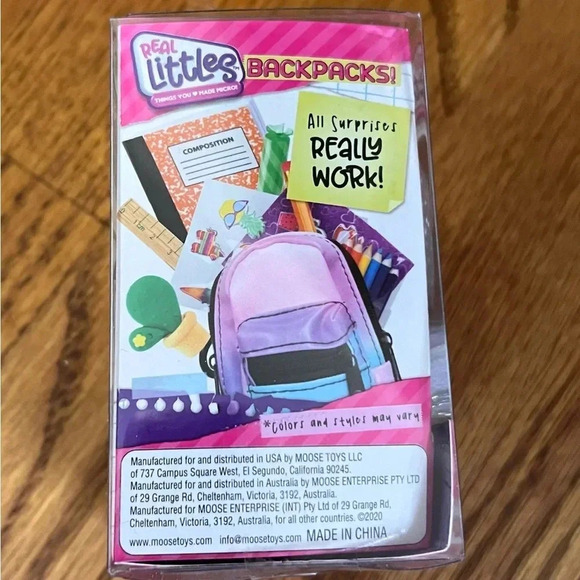 REAL
Littles
THINGS YOU ♥ MADE MICRO!
BACKPACKS!
All Surprises
REALLY
WORK!
COMPOSITION
1
2
3
*Colors and styles may vary
Manufactured for and distributed in USA by MOOSE TOYS LLC
of 737 Campus Square West, El Segundo, California 90245.
Manufactured for and distributed in Australia by MOOSE ENTERPRISE PTY LTD
of 29 Grange Rd, Cheltenham, Victoria, 3192, Australia.
Manufactured for MOOSE ENTERPRISE (INT) Pty Ltd of 29 Grange Rd,
Cheltenham, Victoria, 3192, Australia, for all other countries. ©2020
www.moosetoys.com info@moosetoys.com MADE IN CHINA